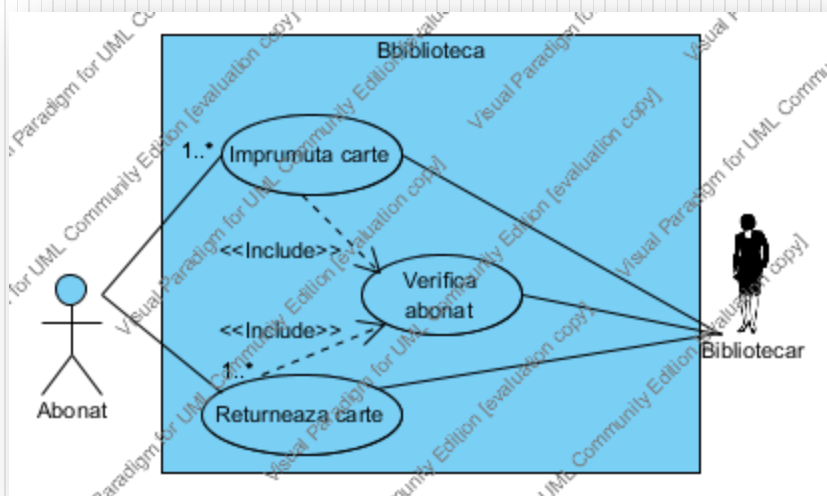 Bbiblioteca
1..*
Imprumuta carte
<<Include>>
Verifica
abonat
<<Include>>
1..*
Returneaza carte
Abonat
Bibliotecar
Visual Paradigm for UML Community Edition [evaluation copy]